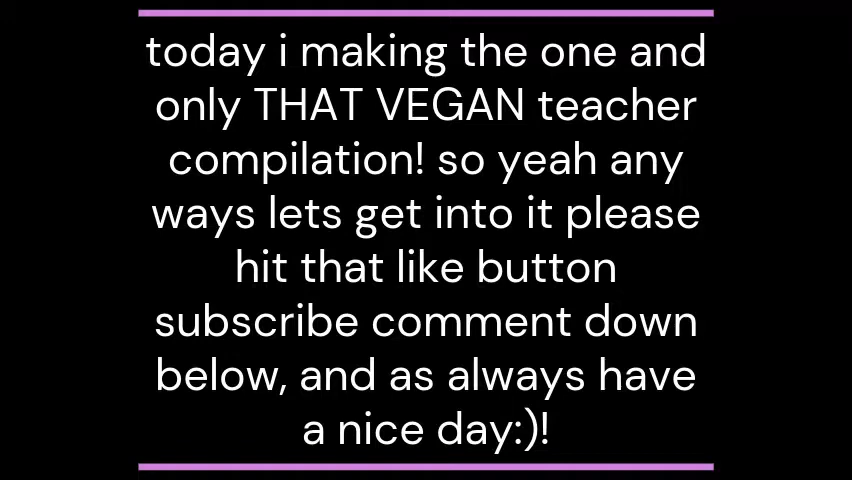 today i making the one and
only THAT VEGAN teacher
compilation! so yeah any
ways lets get into it please
hit that like button
subscribe comment down
below, and as always have
a nice day:)!